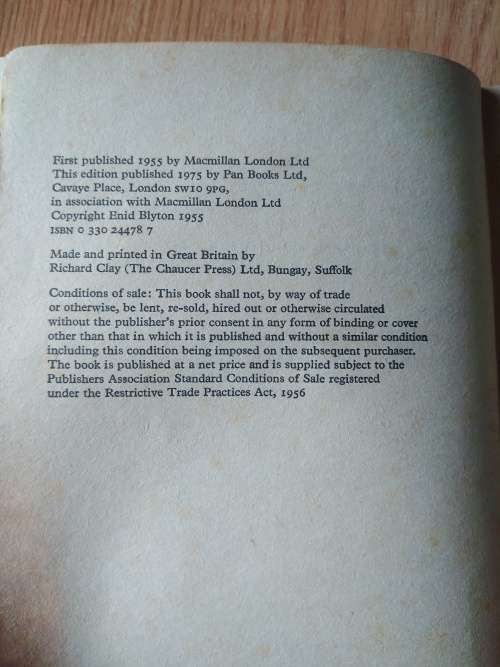 First published 1955 by Macmillan London Ltd
This edition published 1975 by Pan Books Ltd,
Cavaye Place, London SW10 9PG,
in association with Macmillan London Ltd
Copyright Enid Blyton 1955
ISBN 0 330 24478 7
Made and printed in Great Britain by
Richard Clay (The Chaucer Press) Ltd, Bungay, Suffolk
Conditions of sale: This book shall not, by way of trade
or otherwise, be lent, re-sold, hired out or otherwise circulated
without the publisher's prior consent in any form of binding or cover
other than that in which it is published and without a similar condition
including this condition being imposed on the subsequent purchaser.
The book is published at a net price and is supplied subject to the
Publishers Association Standard Conditions of Sale registered
under the Restrictive Trade Practices Act, 1956